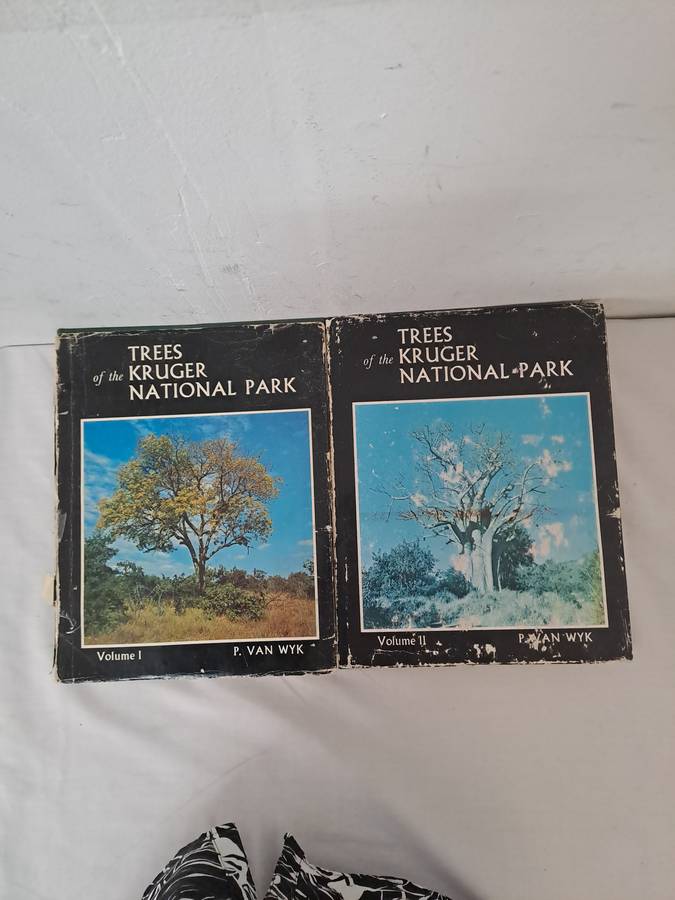 TREES
of the KRUGER
NATIONAL PARK
Volume I P. VAN WYK
TREES
of the KRUGER
NATIONAL PARK
Volume II P. VAN WYK